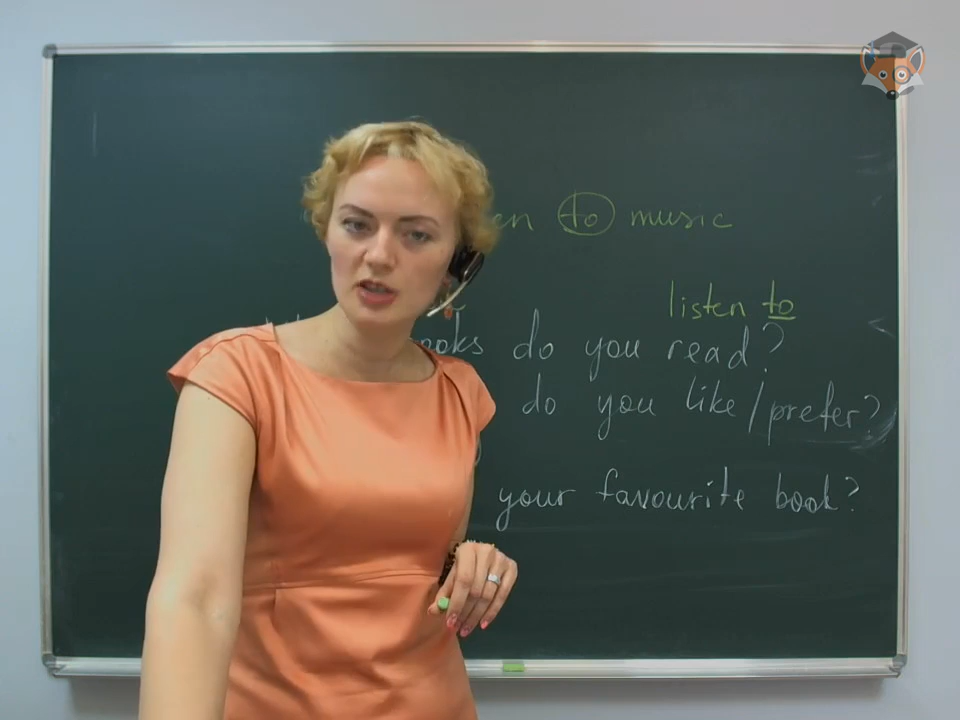 en to music
listen to
ooks do you read?
do you like/prefer?
your favourite book?